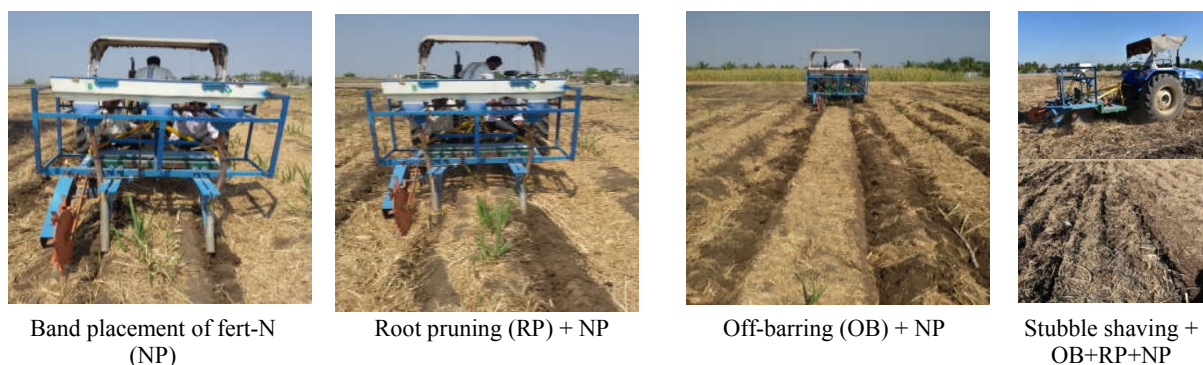 Band placement of fert-N
(NP)
Root pruning (RP) + NP
Off-barring (OB) + NP
Stubble shaving +
OB+RP+NP